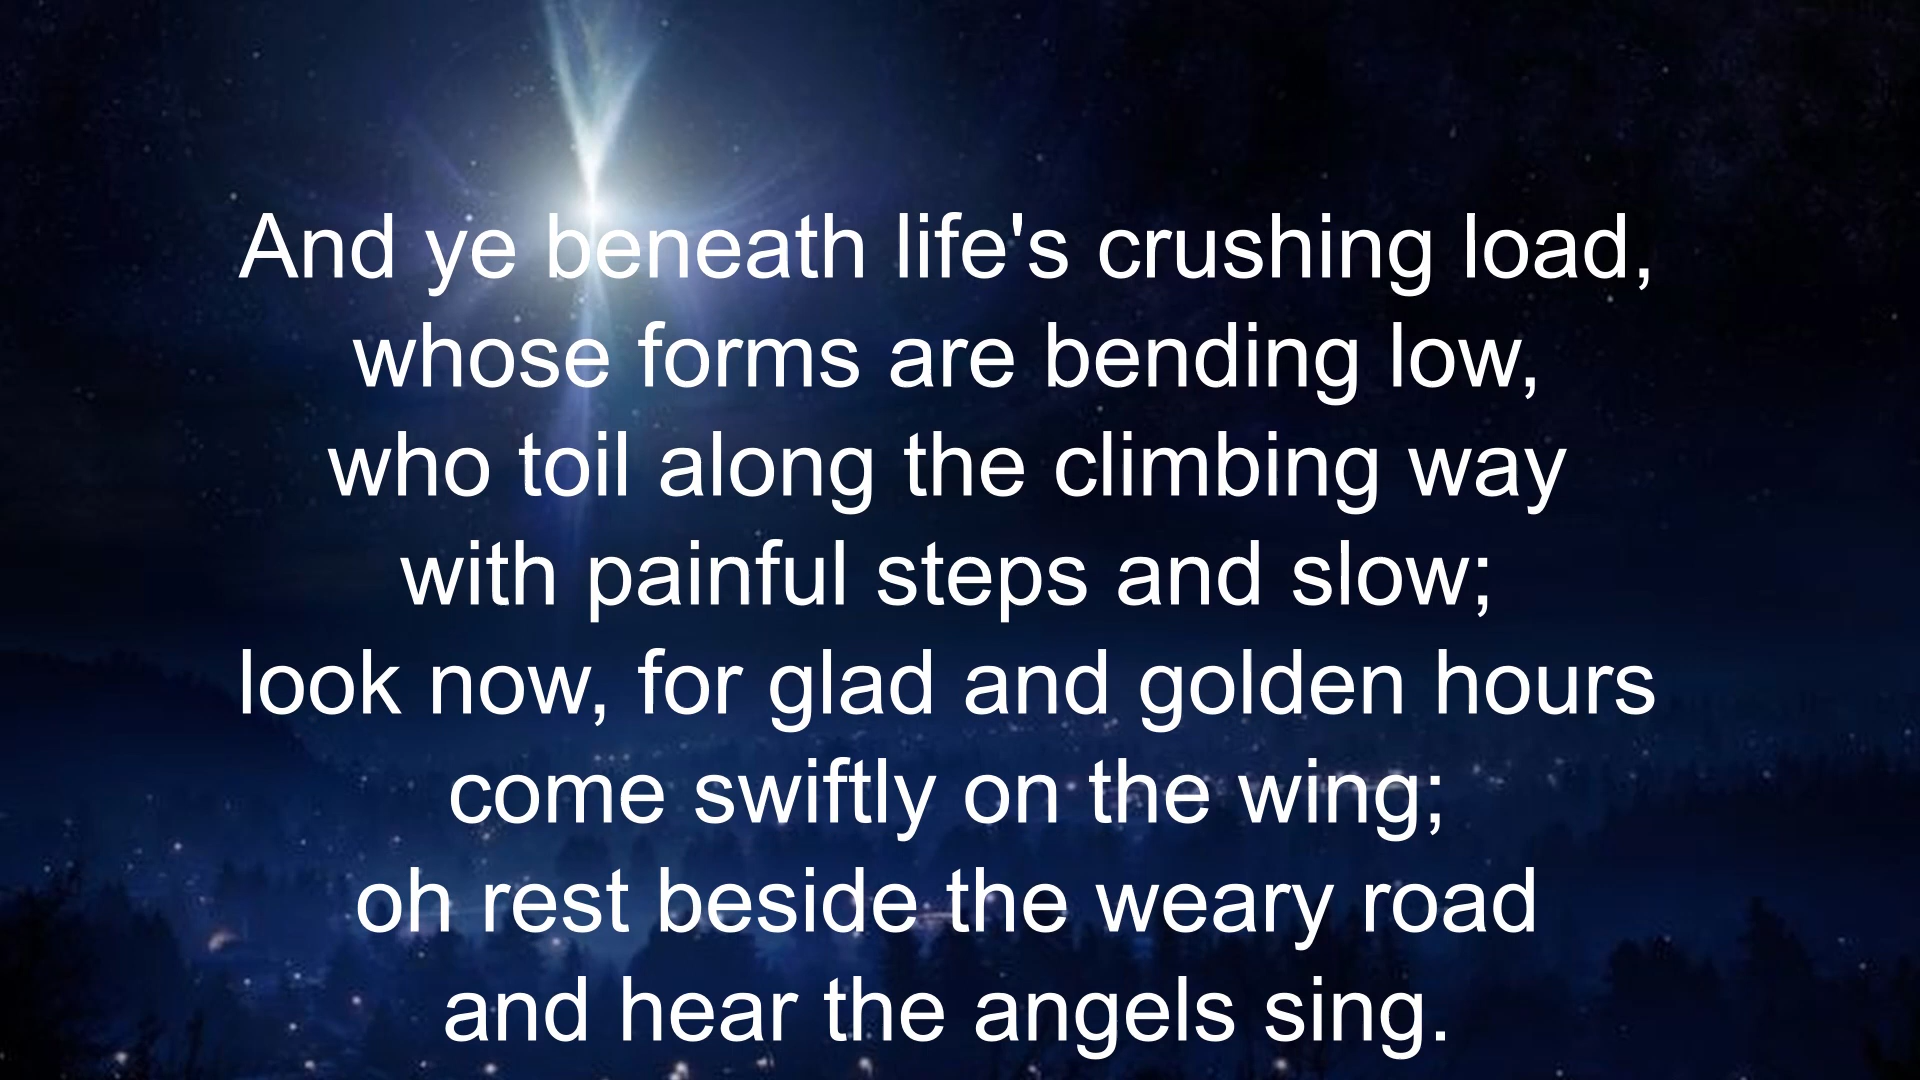 And ye beneath life's crushing load,
whose forms are bending low,
who toil along the climbing way
with painful steps and slow;
look now, for glad and golden hours
come swiftly on the wing;
oh rest beside the weary road
and hear the angels sing.